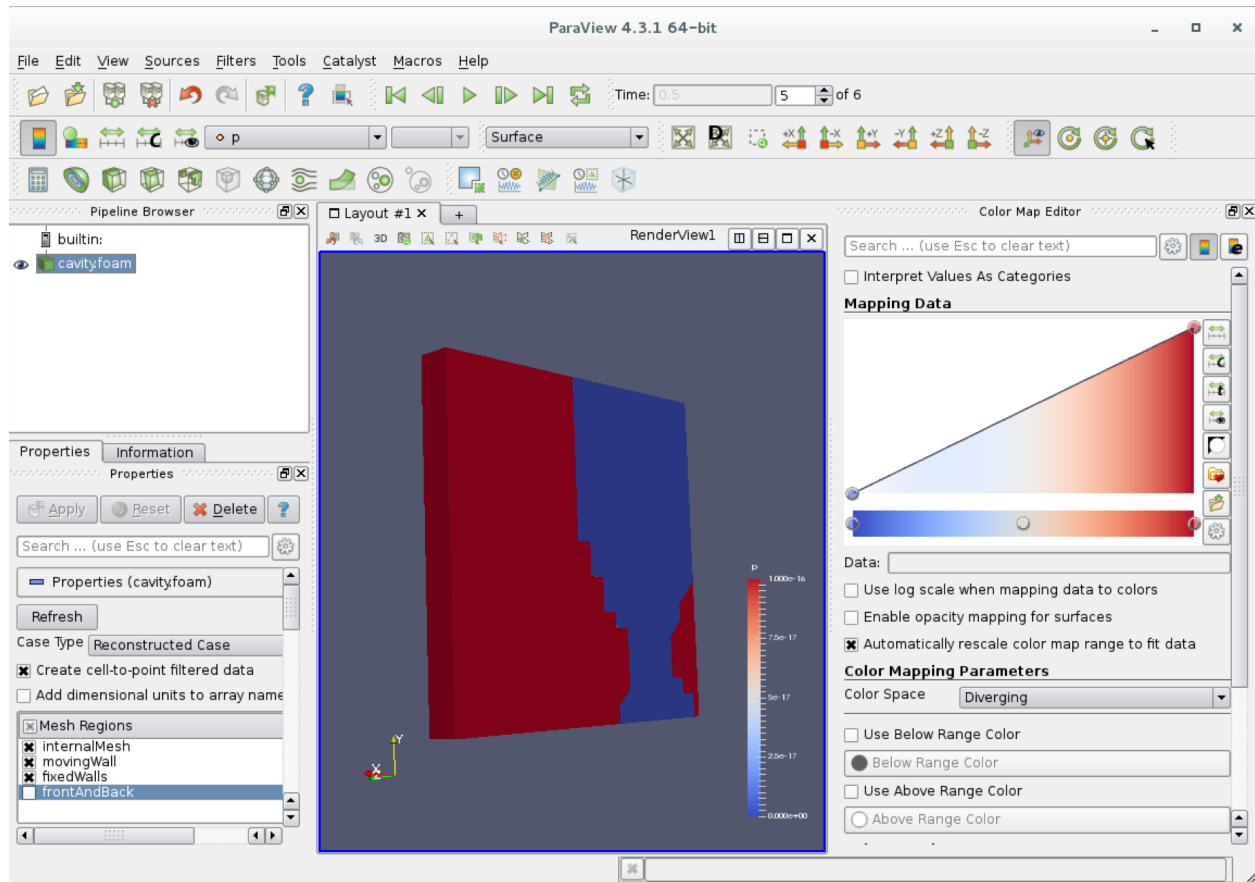 ParaView 4.3.1 64-bit
File Edit View Sources Filters Tools Catalyst Macros Help
Time: 0.5 5 of 6
p Surface
+X -X +Y -Y +Z -Z
Pipeline Browser
builtin:
cavity.foam
Properties Information
Properties
Apply Reset Delete ?
Search ... (use Esc to clear text)
Properties (cavity.foam)
Refresh
Case Type Reconstructed Case
Create cell-to-point filtered data
Add dimensional units to array name
Mesh Regions
internalMesh
movingWall
fixedWalls
frontAndBack
Layout #1 × +
3D RenderView1
p
1.000e-16
7.5e-17
5e-17
2.5e-17
0.000e+00
Y
X
Z
Color Map Editor
Search ... (use Esc to clear text)
Interpret Values As Categories
Mapping Data
Data:
Use log scale when mapping data to colors
Enable opacity mapping for surfaces
Automatically rescale color map range to fit data
Color Mapping Parameters
Color Space Diverging
Use Below Range Color
Below Range Color
Use Above Range Color
Above Range Color